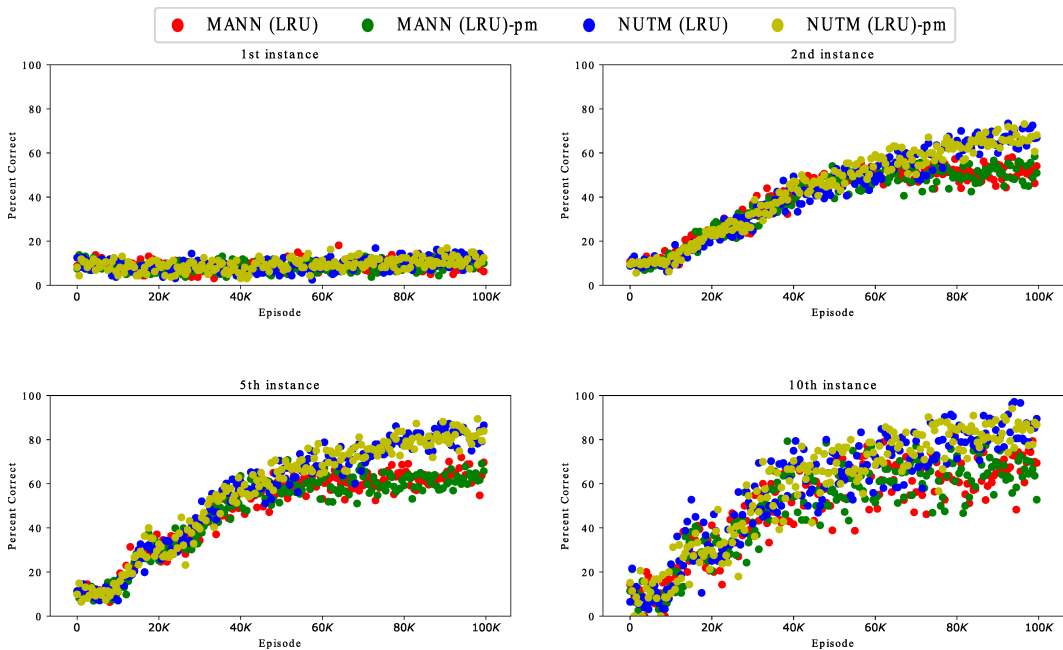 MANN (LRU) MANN (LRU)-pm NUTM (LRU) NUTM (LRU)-pm
1st instance
100
80
60
40
20
0
Percent Correct
0 20K 40K 60K 80K 100K
Episode
2nd instance
100
80
60
40
20
0
Percent Correct
0 20K 40K 60K 80K 100K
Episode
5th instance
100
80
60
40
20
0
Percent Correct
0 20K 40K 60K 80K 100K
Episode
10th instance
100
80
60
40
20
0
Percent Correct
0 20K 40K 60K 80K 100K
Episode